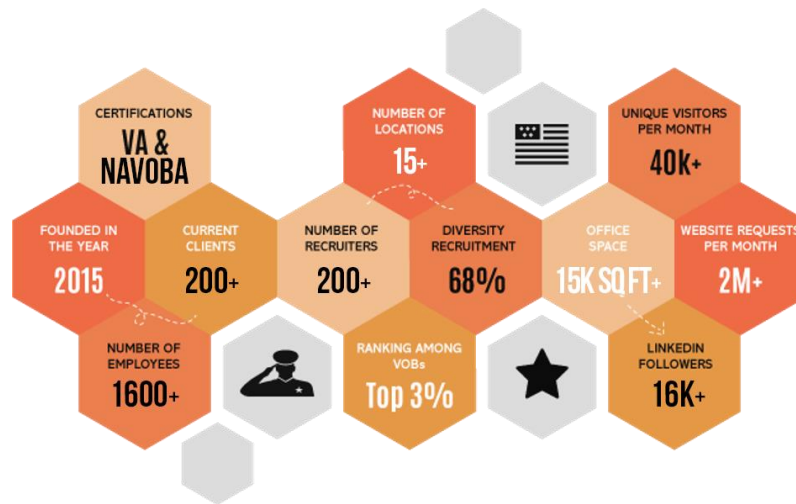 CERTIFICATIONS
VA &
NAVOBA
NUMBER OF
LOCATIONS
15+
UNIQUE VISITORS
PER MONTH
40k+
FOUNDED IN
THE YEAR
2015
CURRENT
CLIENTS
200+
NUMBER OF
RECRUITERS
200+
DIVERSITY
RECRUITMENT
68%
OFFICE
SPACE
15K SQ.FT+
WEBSITE REQUESTS
PER MONTH
2M+
NUMBER OF
EMPLOYEES
1600+
RANKING AMONG
VOBs
Top 3%
LINKEDIN
FOLLOWERS
16K+